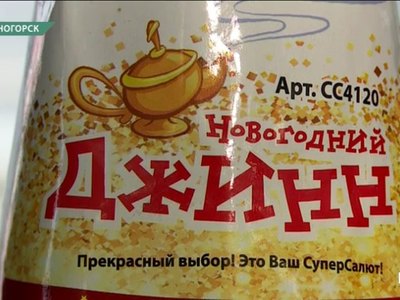 НОГОРСК
Арт. СС4120
НОВОГОДНИЙ
ДЖИНН
Прекрасный выбор! Это Ваш СуперСалют!